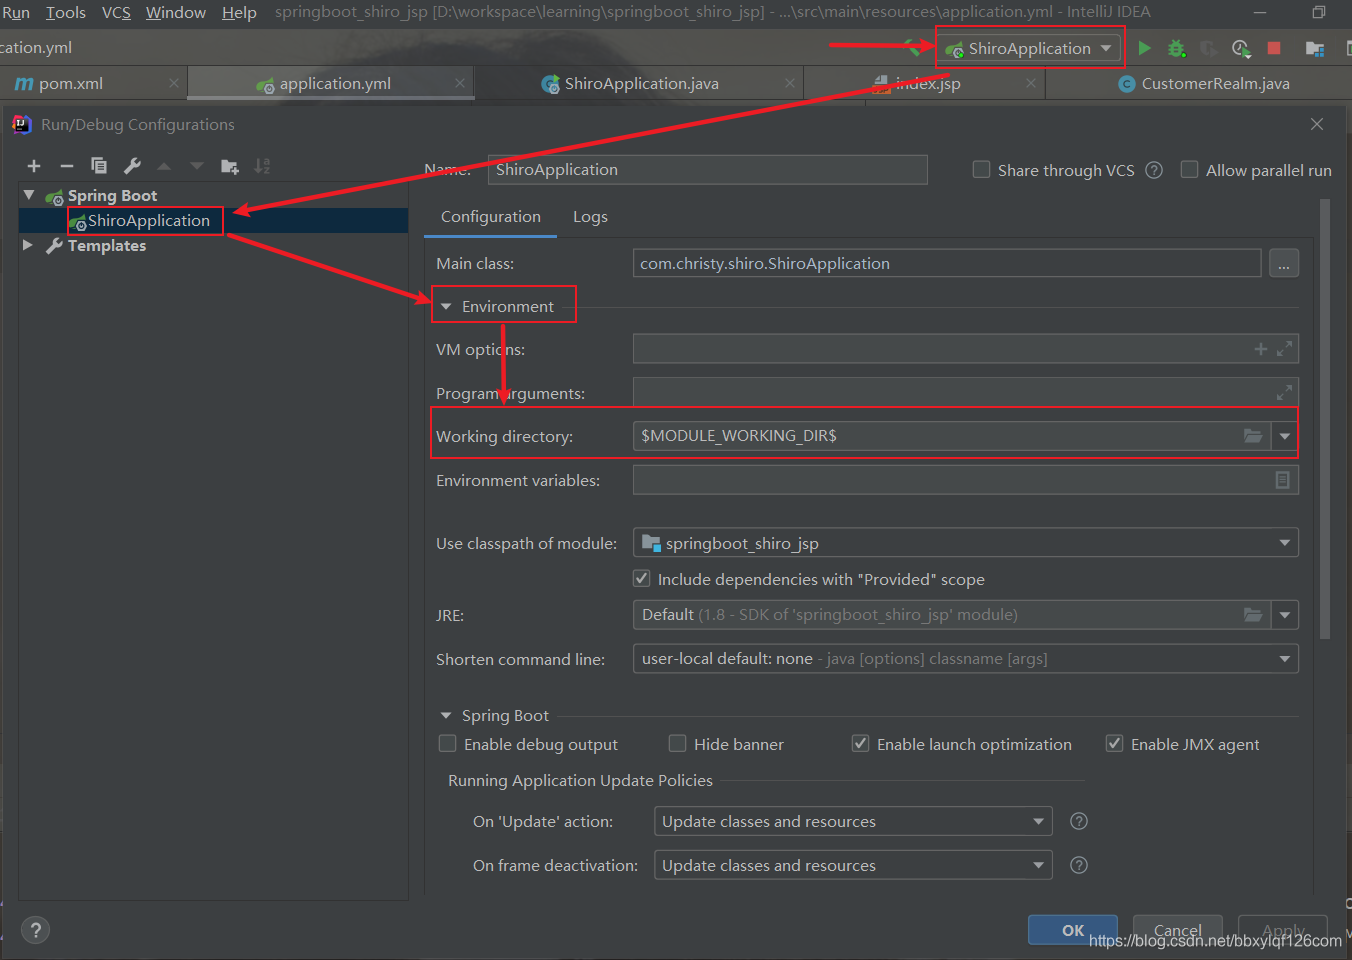 Run Tools VCS Window Help springboot_shiro_jsp [D:\workspace\learning\springboot_shiro_jsp] - ...\src\main\resources\application.yml - IntelliJ IDEA
cation.yml
ShiroApplication
pom.xml
application.yml
ShiroApplication.java
index.jsp
CustomerRealm.java
Run/Debug Configurations
Spring Boot
ShiroApplication
Templates
Name: ShiroApplication
Share through VCS
Allow parallel run
Configuration Logs
Main class: com.christy.shiro.ShiroApplication ...
Environment
VM options:
Program arguments:
Working directory: $MODULE_WORKING_DIR$
Environment variables:
Use classpath of module: springboot_shiro_jsp
Include dependencies with "Provided" scope
JRE: Default (1.8 - SDK of 'springboot_shiro_jsp' module)
Shorten command line: user-local default: none - java [options] classname [args]
Spring Boot
Enable debug output Hide banner Enable launch optimization Enable JMX agent
Running Application Update Policies
On 'Update' action: Update classes and resources
On frame deactivation: Update classes and resources
OK Cancel Apply
https://blog.csdn.net/bbxylqf126com